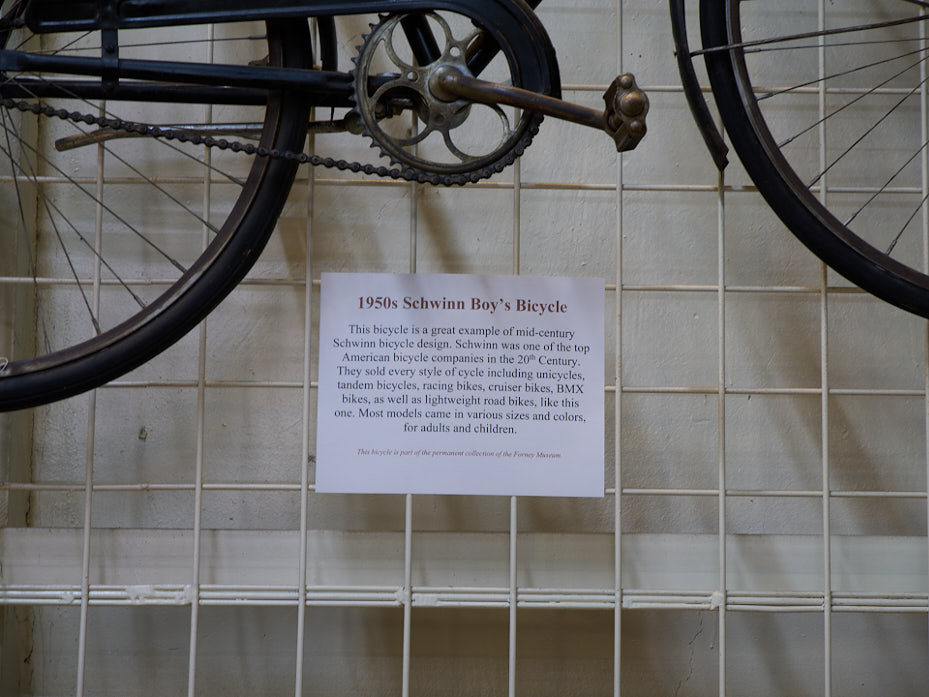 1950s Schwinn Boy's Bicycle
This bicycle is a great example of mid-century
Schwinn bicycle design. Schwinn was one of the top
American bicycle companies in the 20th Century.
They sold every style of cycle including unicycles,
tandem bicycles, racing bikes, cruiser bikes, BMX
bikes, as well as lightweight road bikes, like this
one. Most models came in various sizes and colors,
for adults and children.
This bicycle is part of the permanent collection of the Forney Museum